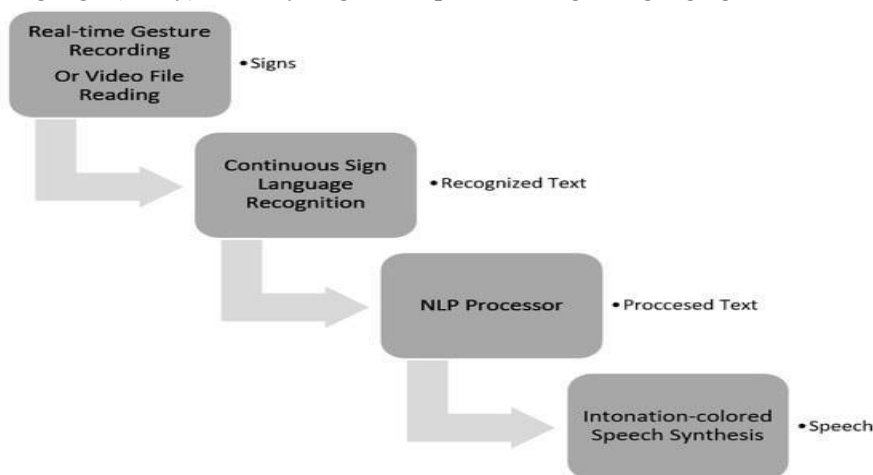 Real-time Gesture
Recording
Or Video File
Reading
•Signs
Continuous Sign
Language
Recognition
•Recognized Text
NLP Processor
•Proccesed Text
Intonation-colored
Speech Synthesis
•Speech